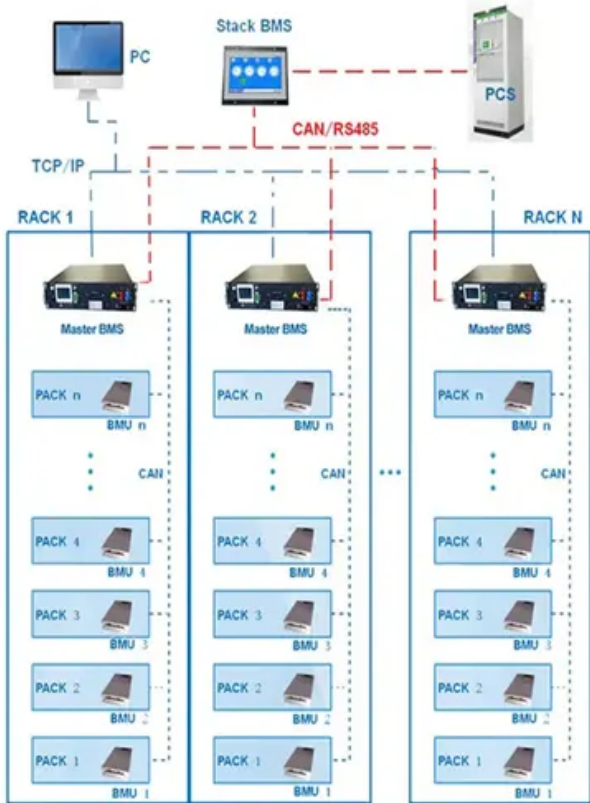 PC
Stack BMS
PCS
CAN/RS485
TCP/IP
RACK 1
RACK 2
RACK N
Master BMS
Master BMS
Master BMS
PACK n
BMU n
PACK n
BMU n
PACK n
BMU n
CAN
CAN
...
CAN
PACK 4
BMU 4
PACK 4
BMU 4
PACK 4
BMU 4
PACK 3
BMU 3
PACK 3
BMU 3
PACK 3
BMU 3
PACK 2
BMU 2
PACK 2
BMU 2
PACK 2
BMU 2
PACK 1
BMU 1
PACK 1
BMU 1
PACK 1
BMU 1